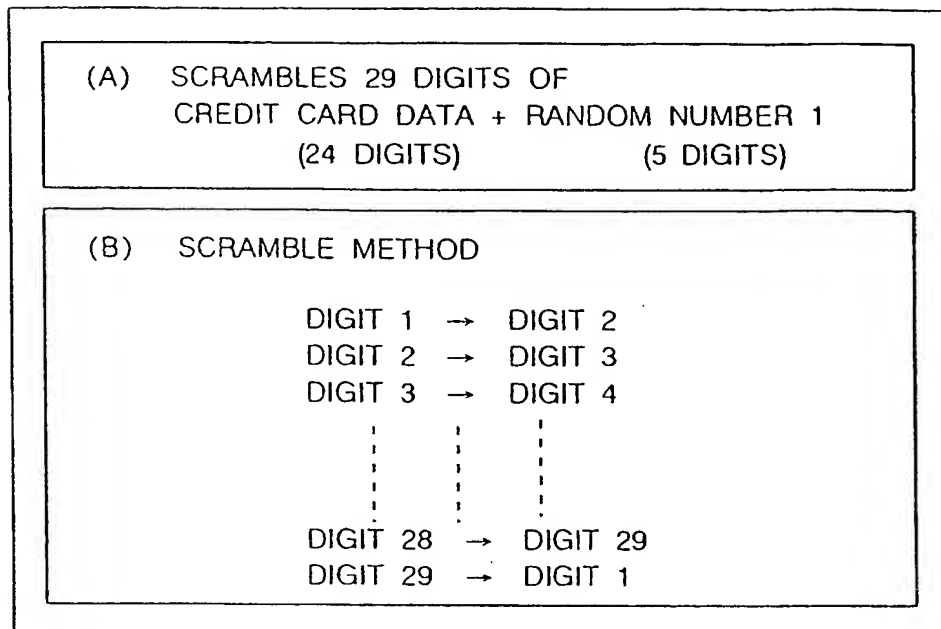 (A) SCRAMBLES 29 DIGITS OF
CREDIT CARD DATA + RANDOM NUMBER 1
(24 DIGITS) (5 DIGITS)
(B) SCRAMBLE METHOD
DIGIT 1 → DIGIT 2
DIGIT 2 → DIGIT 3
DIGIT 3 → DIGIT 4
DIGIT 28 → DIGIT 29
DIGIT 29 → DIGIT 1